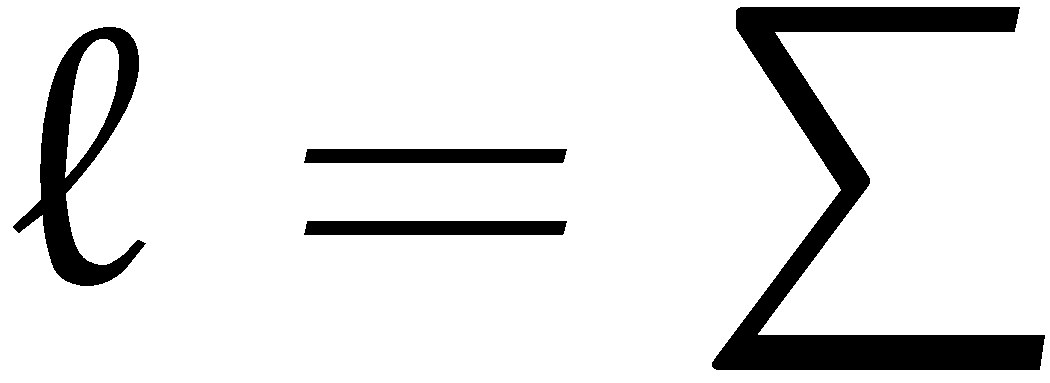 ℓ = ∑